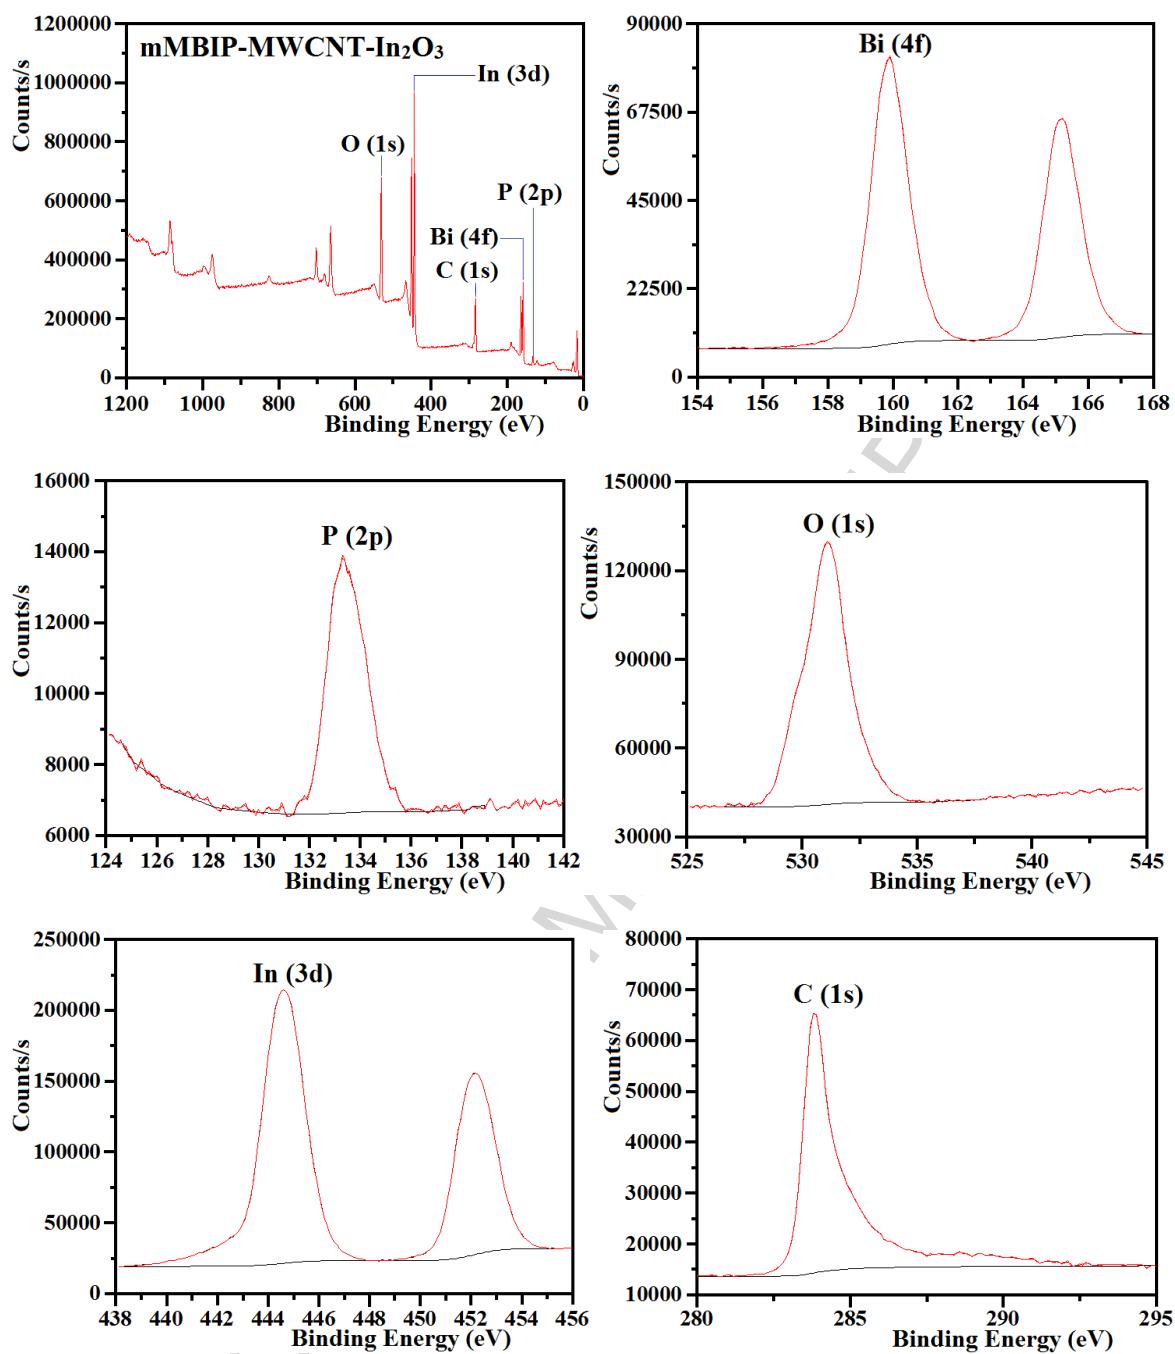 mMBIP-MWCNT-In₂O₃
In (3d)
O (1s)
P (2p)
Bi (4f)
C (1s)
Counts/s
1200000
1000000
800000
600000
400000
200000
0
1200 1000 800 600 400 200 0
Binding Energy (eV)
Bi (4f)
Counts/s
90000
67500
45000
22500
0
154 156 158 160 162 164 166 168
Binding Energy (eV)
P (2p)
Counts/s
16000
14000
12000
10000
8000
6000
124 126 128 130 132 134 136 138 140 142
Binding Energy (eV)
O (1s)
Counts/s
150000
120000
90000
60000
30000
525 530 535 540 545
Binding Energy (eV)
In (3d)
Counts/s
250000
200000
150000
100000
50000
0
438 440 442 444 446 448 450 452 454 456
Binding Energy (eV)
C (1s)
Counts/s
80000
70000
60000
50000
40000
30000
20000
10000
280 285 290 295
Binding Energy (eV)